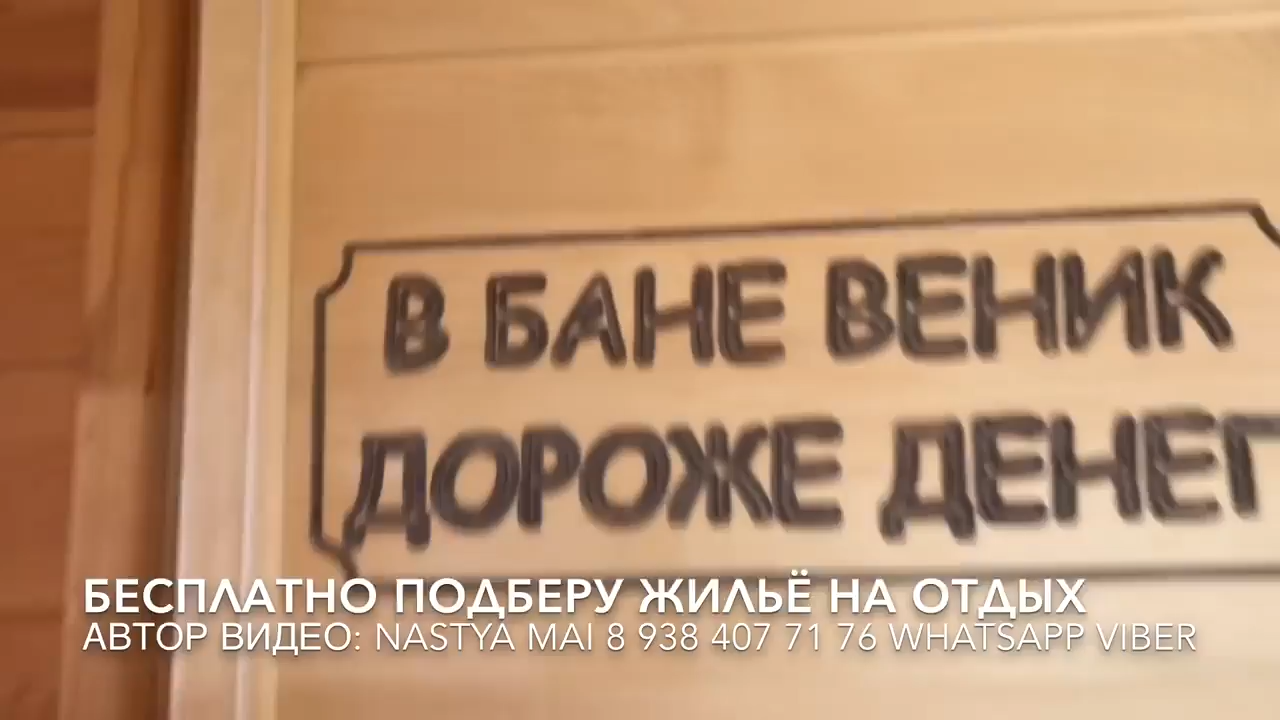 В БАНЕ ВЕНИК
ДОРОЖЕ ДЕНЕГ
БЕСПЛАТНО ПОДБЕРУ ЖИЛЬЁ НА ОТДЫХ
АВТОР ВИДЕО: NASTYA MAI 8 938 407 71 76 WHATSAPP VIBER